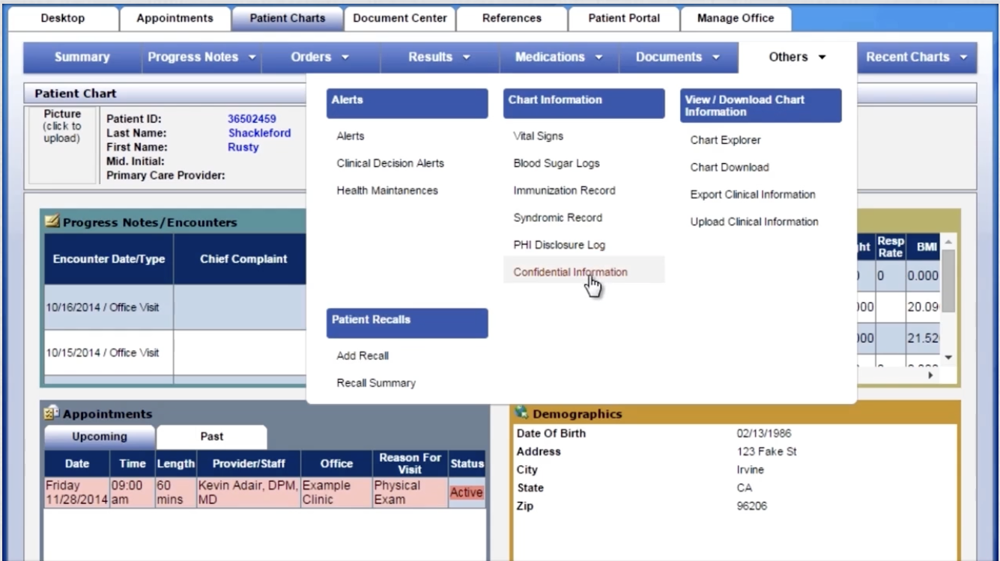 Desktop
Appointments
Patient Charts
Document Center
References
Patient Portal
Manage Office
Summary
Progress Notes
Orders
Results
Medications
Documents
Others
Recent Charts
Patient Chart
Picture
(click to
upload)
Patient ID: 36502459
Last Name: Shackleford
First Name: Rusty
Mid. Initial:
Primary Care Provider:
Alerts
Alerts
Clinical Decision Alerts
Health Maintanences
Patient Recalls
Add Recall
Recall Summary
Chart Information
Vital Signs
Blood Sugar Logs
Immunization Record
Syndromic Record
PHI Disclosure Log
Confidential Information
View / Download Chart
Information
Chart Explorer
Chart Download
Export Clinical Information
Upload Clinical Information
Progress Notes/Encounters
Encounter Date/Type
Chief Complaint
10/16/2014 / Office Visit
10/15/2014 / Office Visit
Resp
Rate
BMI
0 0.000
20.09
21.52
Appointments
Upcoming
Past
Date
Time
Length
Provider/Staff
Office
Reason For
Visit
Status
Friday
11/28/2014
09:00
am
60
mins
Kevin Adair, DPM,
MD
Example
Clinic
Physical
Exam
Active
Demographics
Date Of Birth 02/13/1986
Address 123 Fake St
City Irvine
State CA
Zip 96206